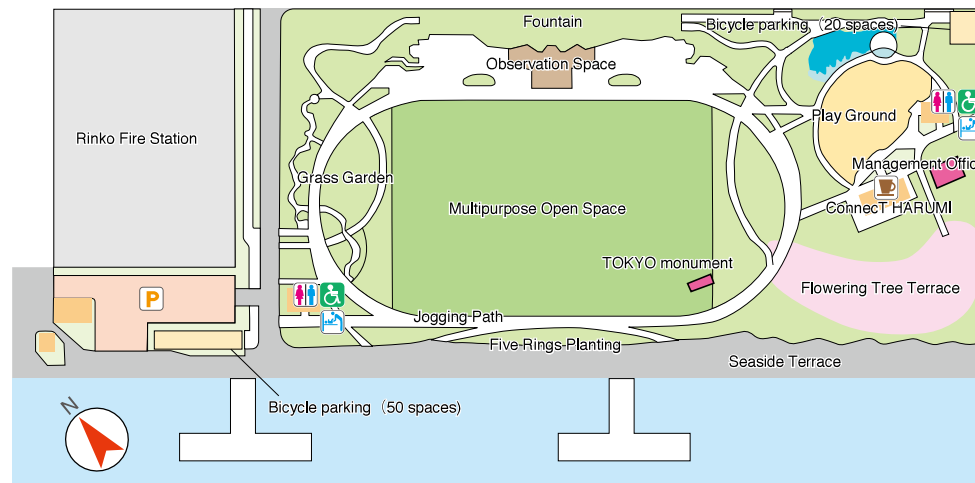 Fountain
Bicycle parking（20 spaces）
Observation Space
Rinko Fire Station
Play Ground
Management Offic
Grass Garden
Multipurpose Open Space
ConnecT HARUMI
TOKYO monument
Flowering Tree Terrace
P
Jogging Path
Five Rings Planting
Seaside Terrace
Bicycle parking（50 spaces）
N